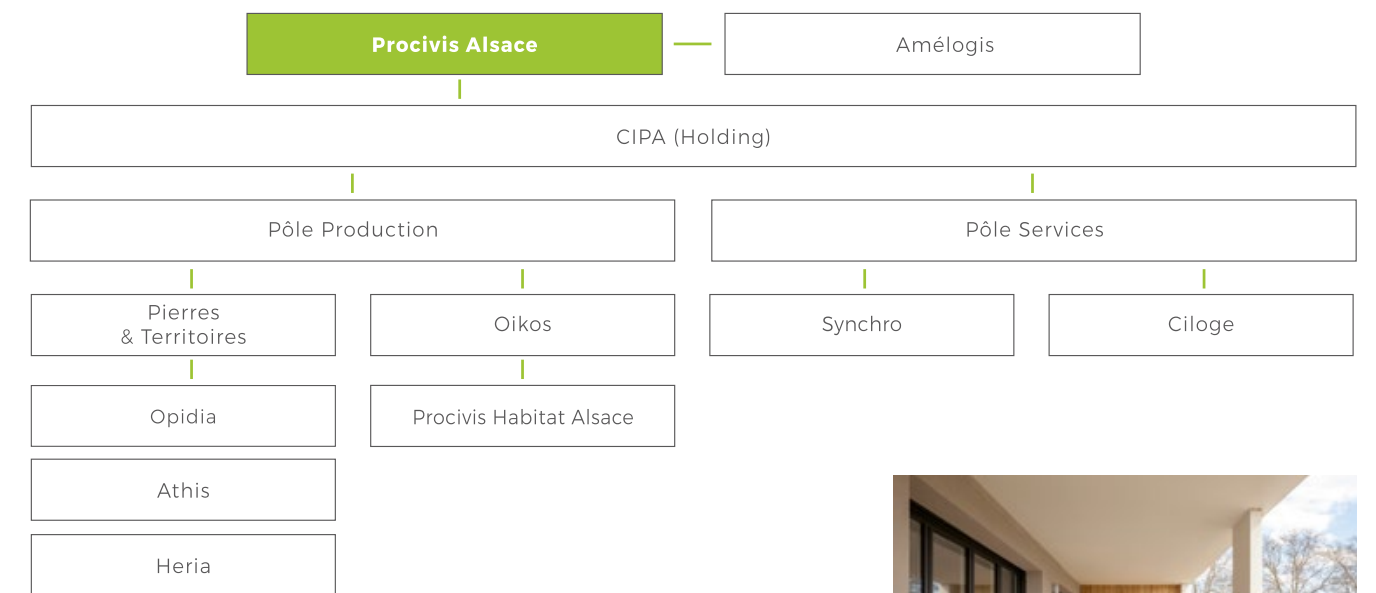 Procivis Alsace
Amélogis
CIPA (Holding)
Pôle Production
Pôle Services
Pierres
& Territoires
Oikos
Synchro
Ciloge
Opidia
Procivis Habitat Alsace
Athis
Heria